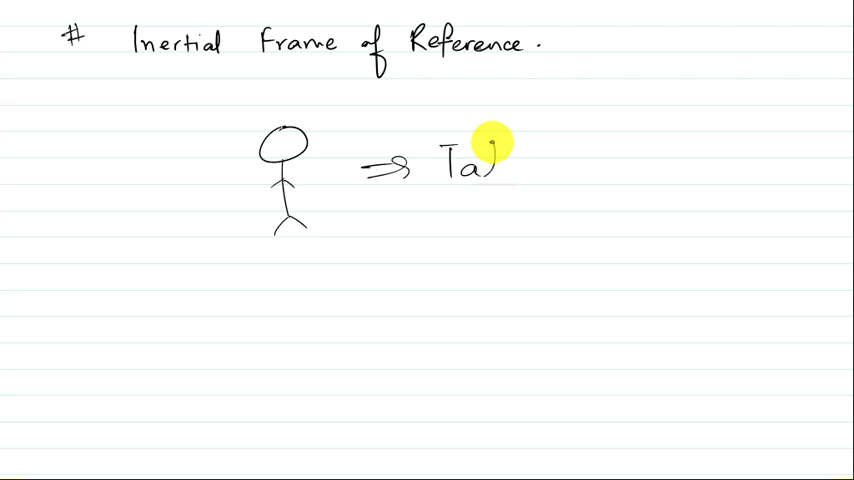 # Inertial Frame of Reference.
⇒ Ta